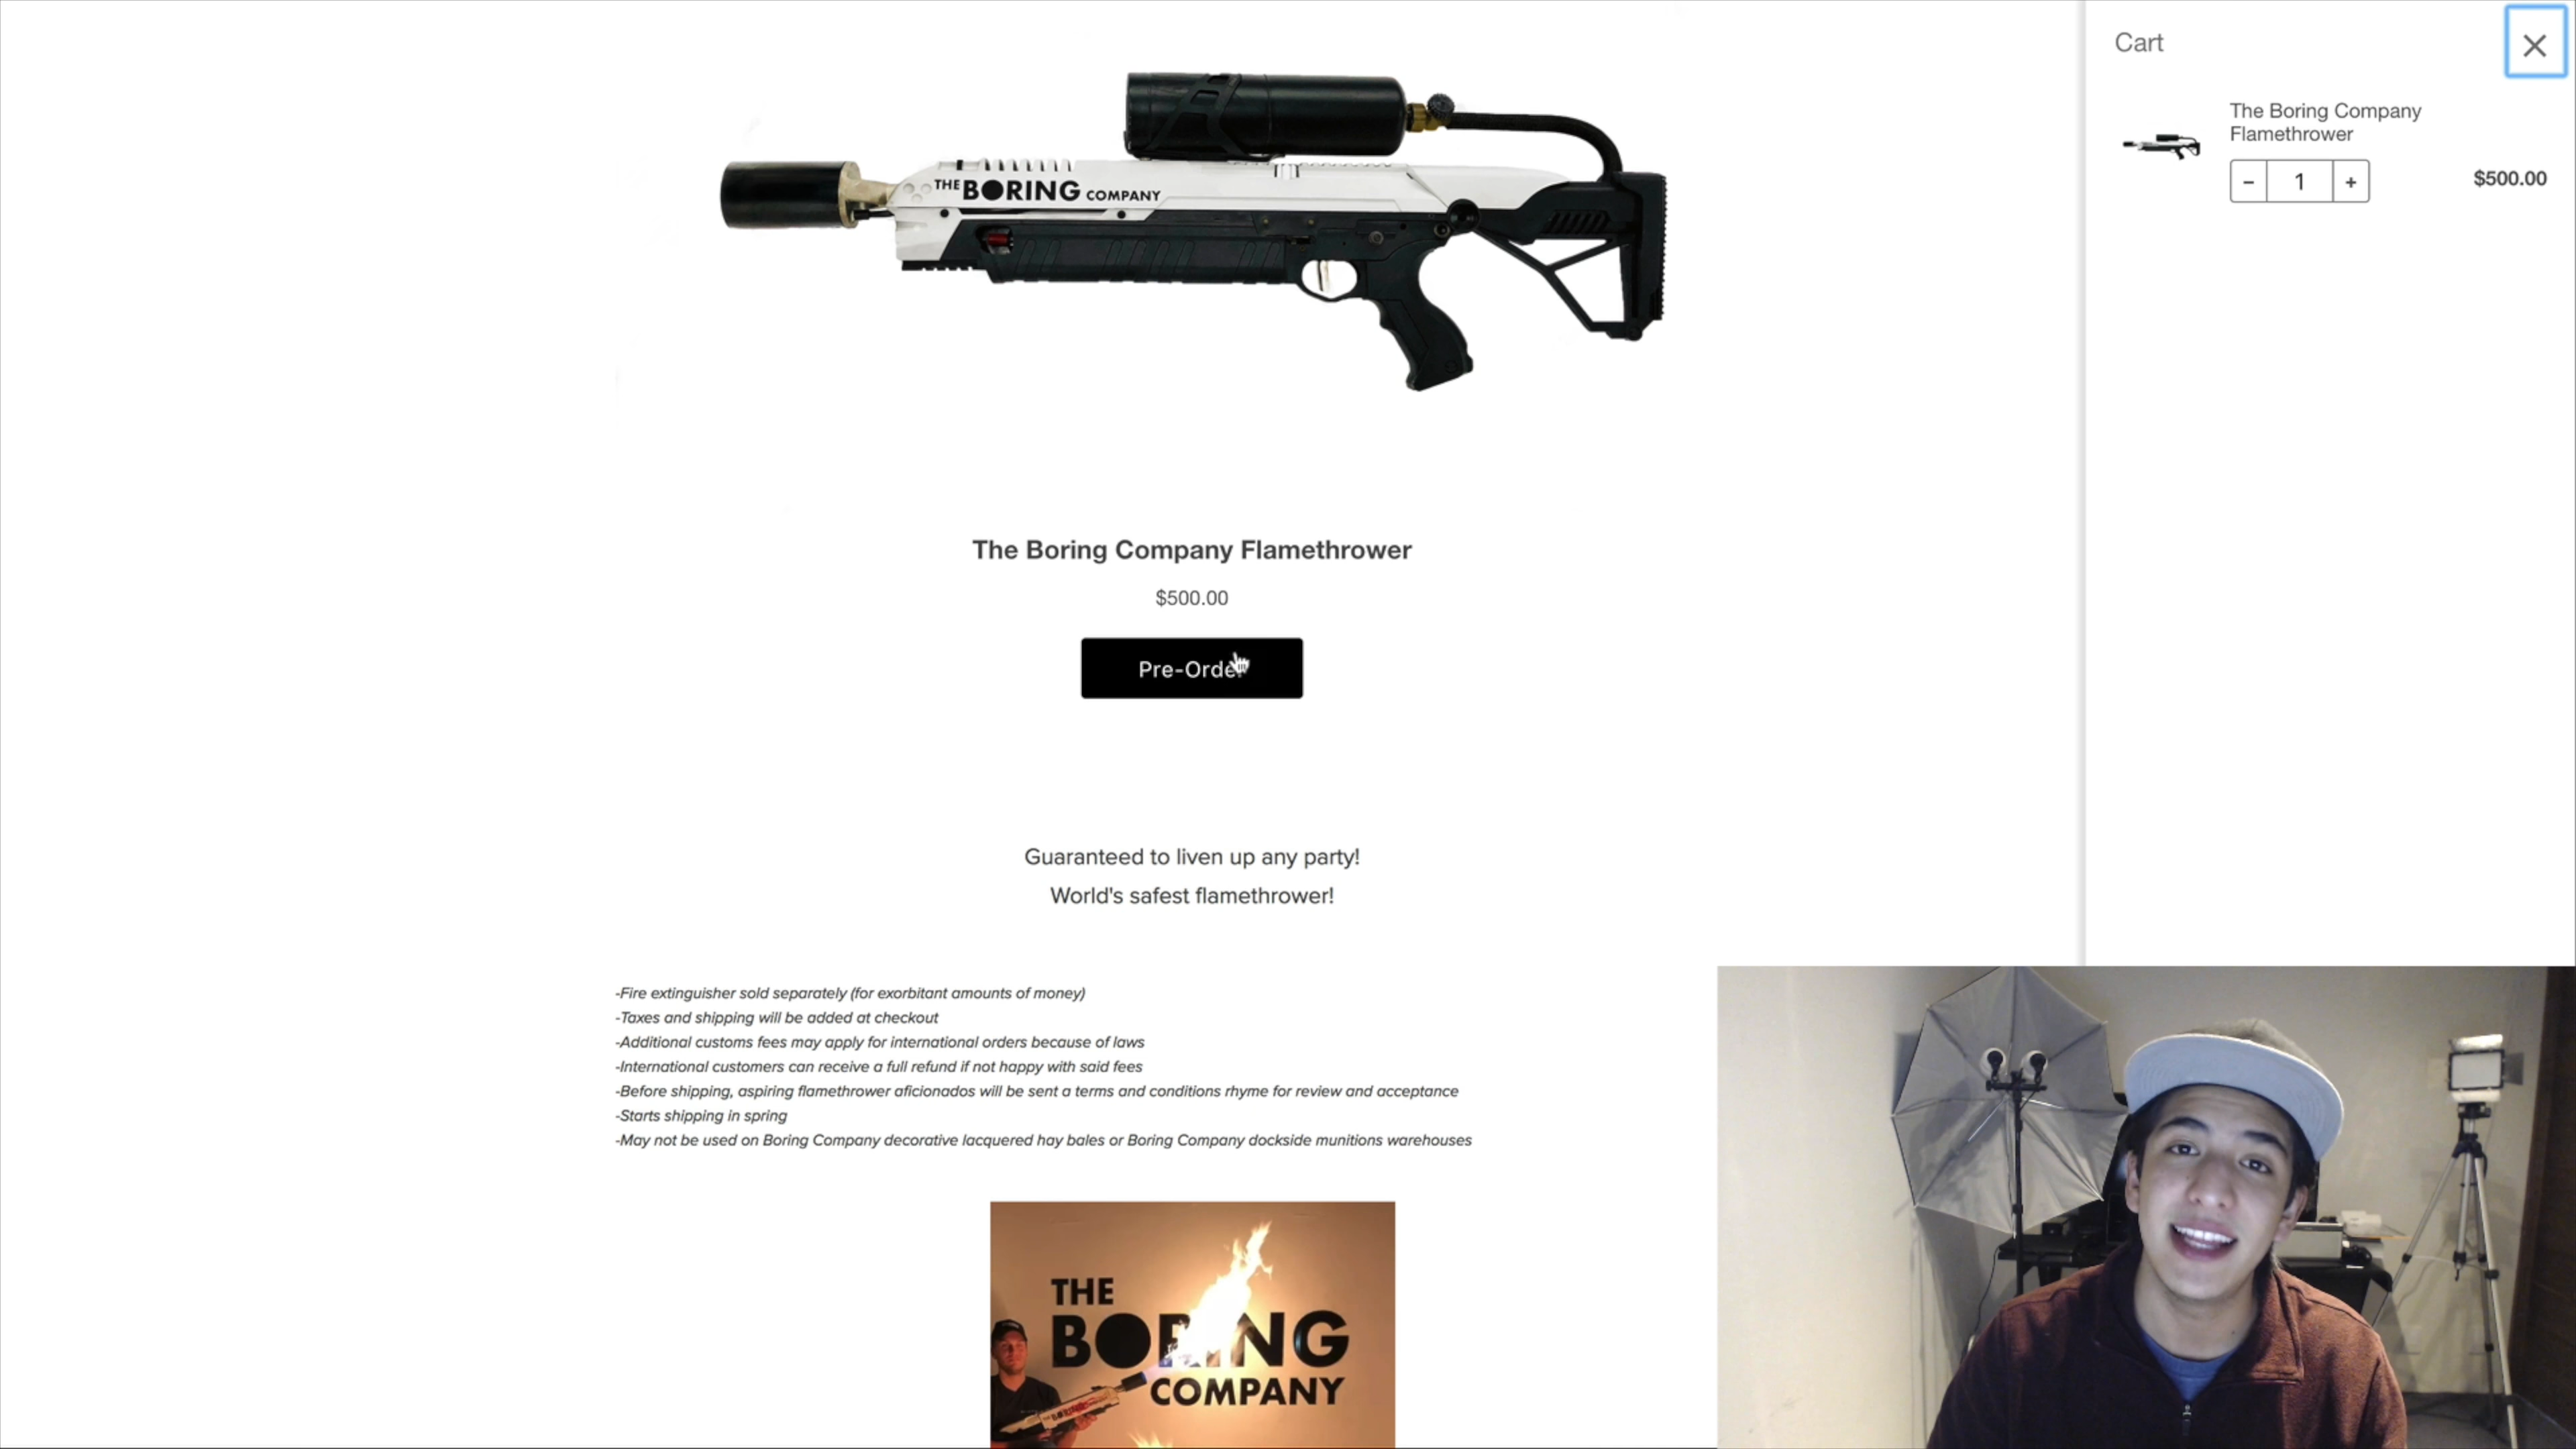 THE BORING COMPANY
The Boring Company Flamethrower
$500.00
Pre-Order
Guaranteed to liven up any party!
World's safest flamethrower!
-Fire extinguisher sold separately (for exorbitant amounts of money)
-Taxes and shipping will be added at checkout
-Additional customs fees may apply for international orders because of laws
-International customers can receive a full refund if not happy with said fees
-Before shipping, aspiring flamethrower aficionados will be sent a terms and conditions rhyme for review and acceptance
-Starts shipping in spring
-May not be used on Boring Company decorative lacquered hay bales or Boring Company dockside munitions warehouses
THE
BORING
COMPANY
Cart
The Boring Company
Flamethrower
− 1 +
$500.00